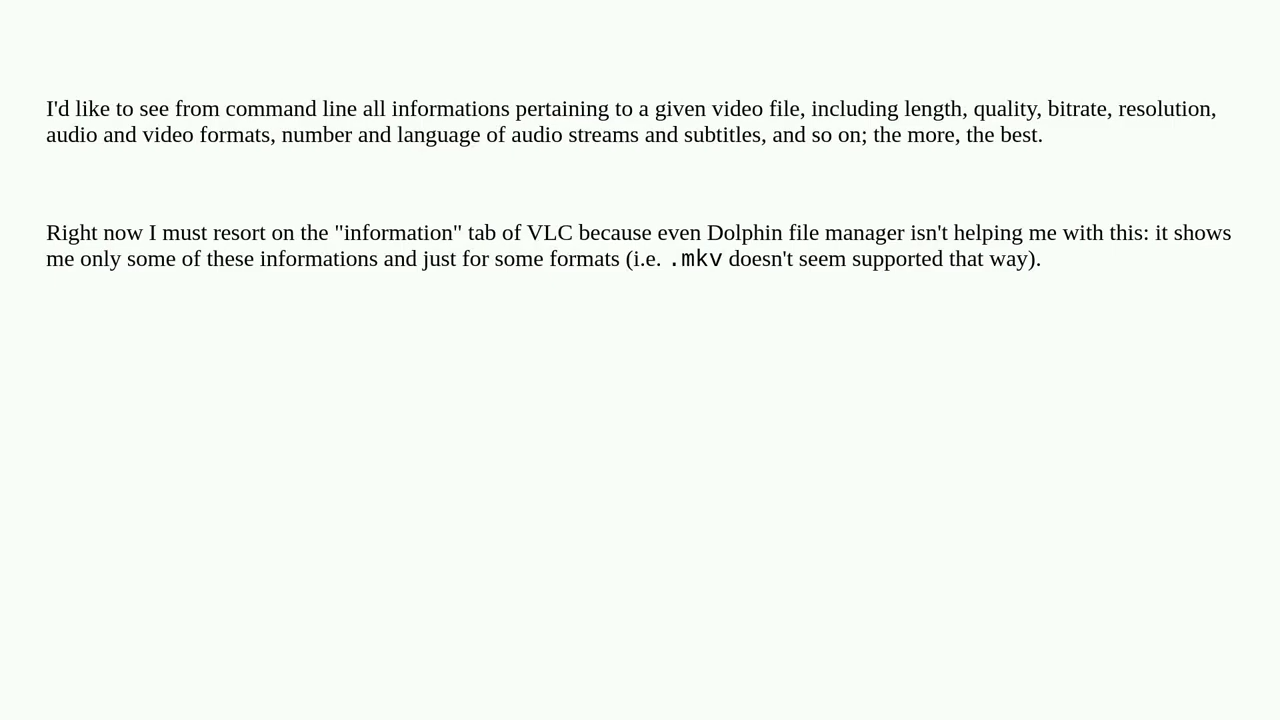 I'd like to see from command line all informations pertaining to a given video file, including length, quality, bitrate, resolution,
audio and video formats, number and language of audio streams and subtitles, and so on; the more, the best.
Right now I must resort on the "information" tab of VLC because even Dolphin file manager isn't helping me with this: it shows
me only some of these informations and just for some formats (i.e. .mkv doesn't seem supported that way).